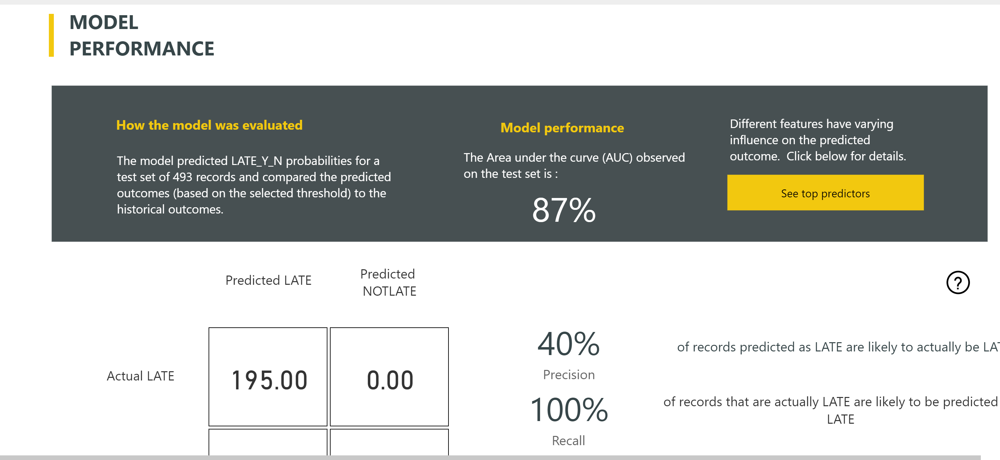 MODEL
PERFORMANCE
How the model was evaluated
The model predicted LATE_Y_N probabilities for a
test set of 493 records and compared the predicted
outcomes (based on the selected threshold) to the
historical outcomes.
Model performance
The Area under the curve (AUC) observed
on the test set is :
87%
Different features have varying
influence on the predicted
outcome.  Click below for details.
See top predictors
Predicted LATE
Predicted
NOTLATE
?
Actual LATE
195.00
0.00
40%
Precision
of records predicted as LATE are likely to actually be
100%
Recall
of records that are actually LATE are likely to be predicted
LATE